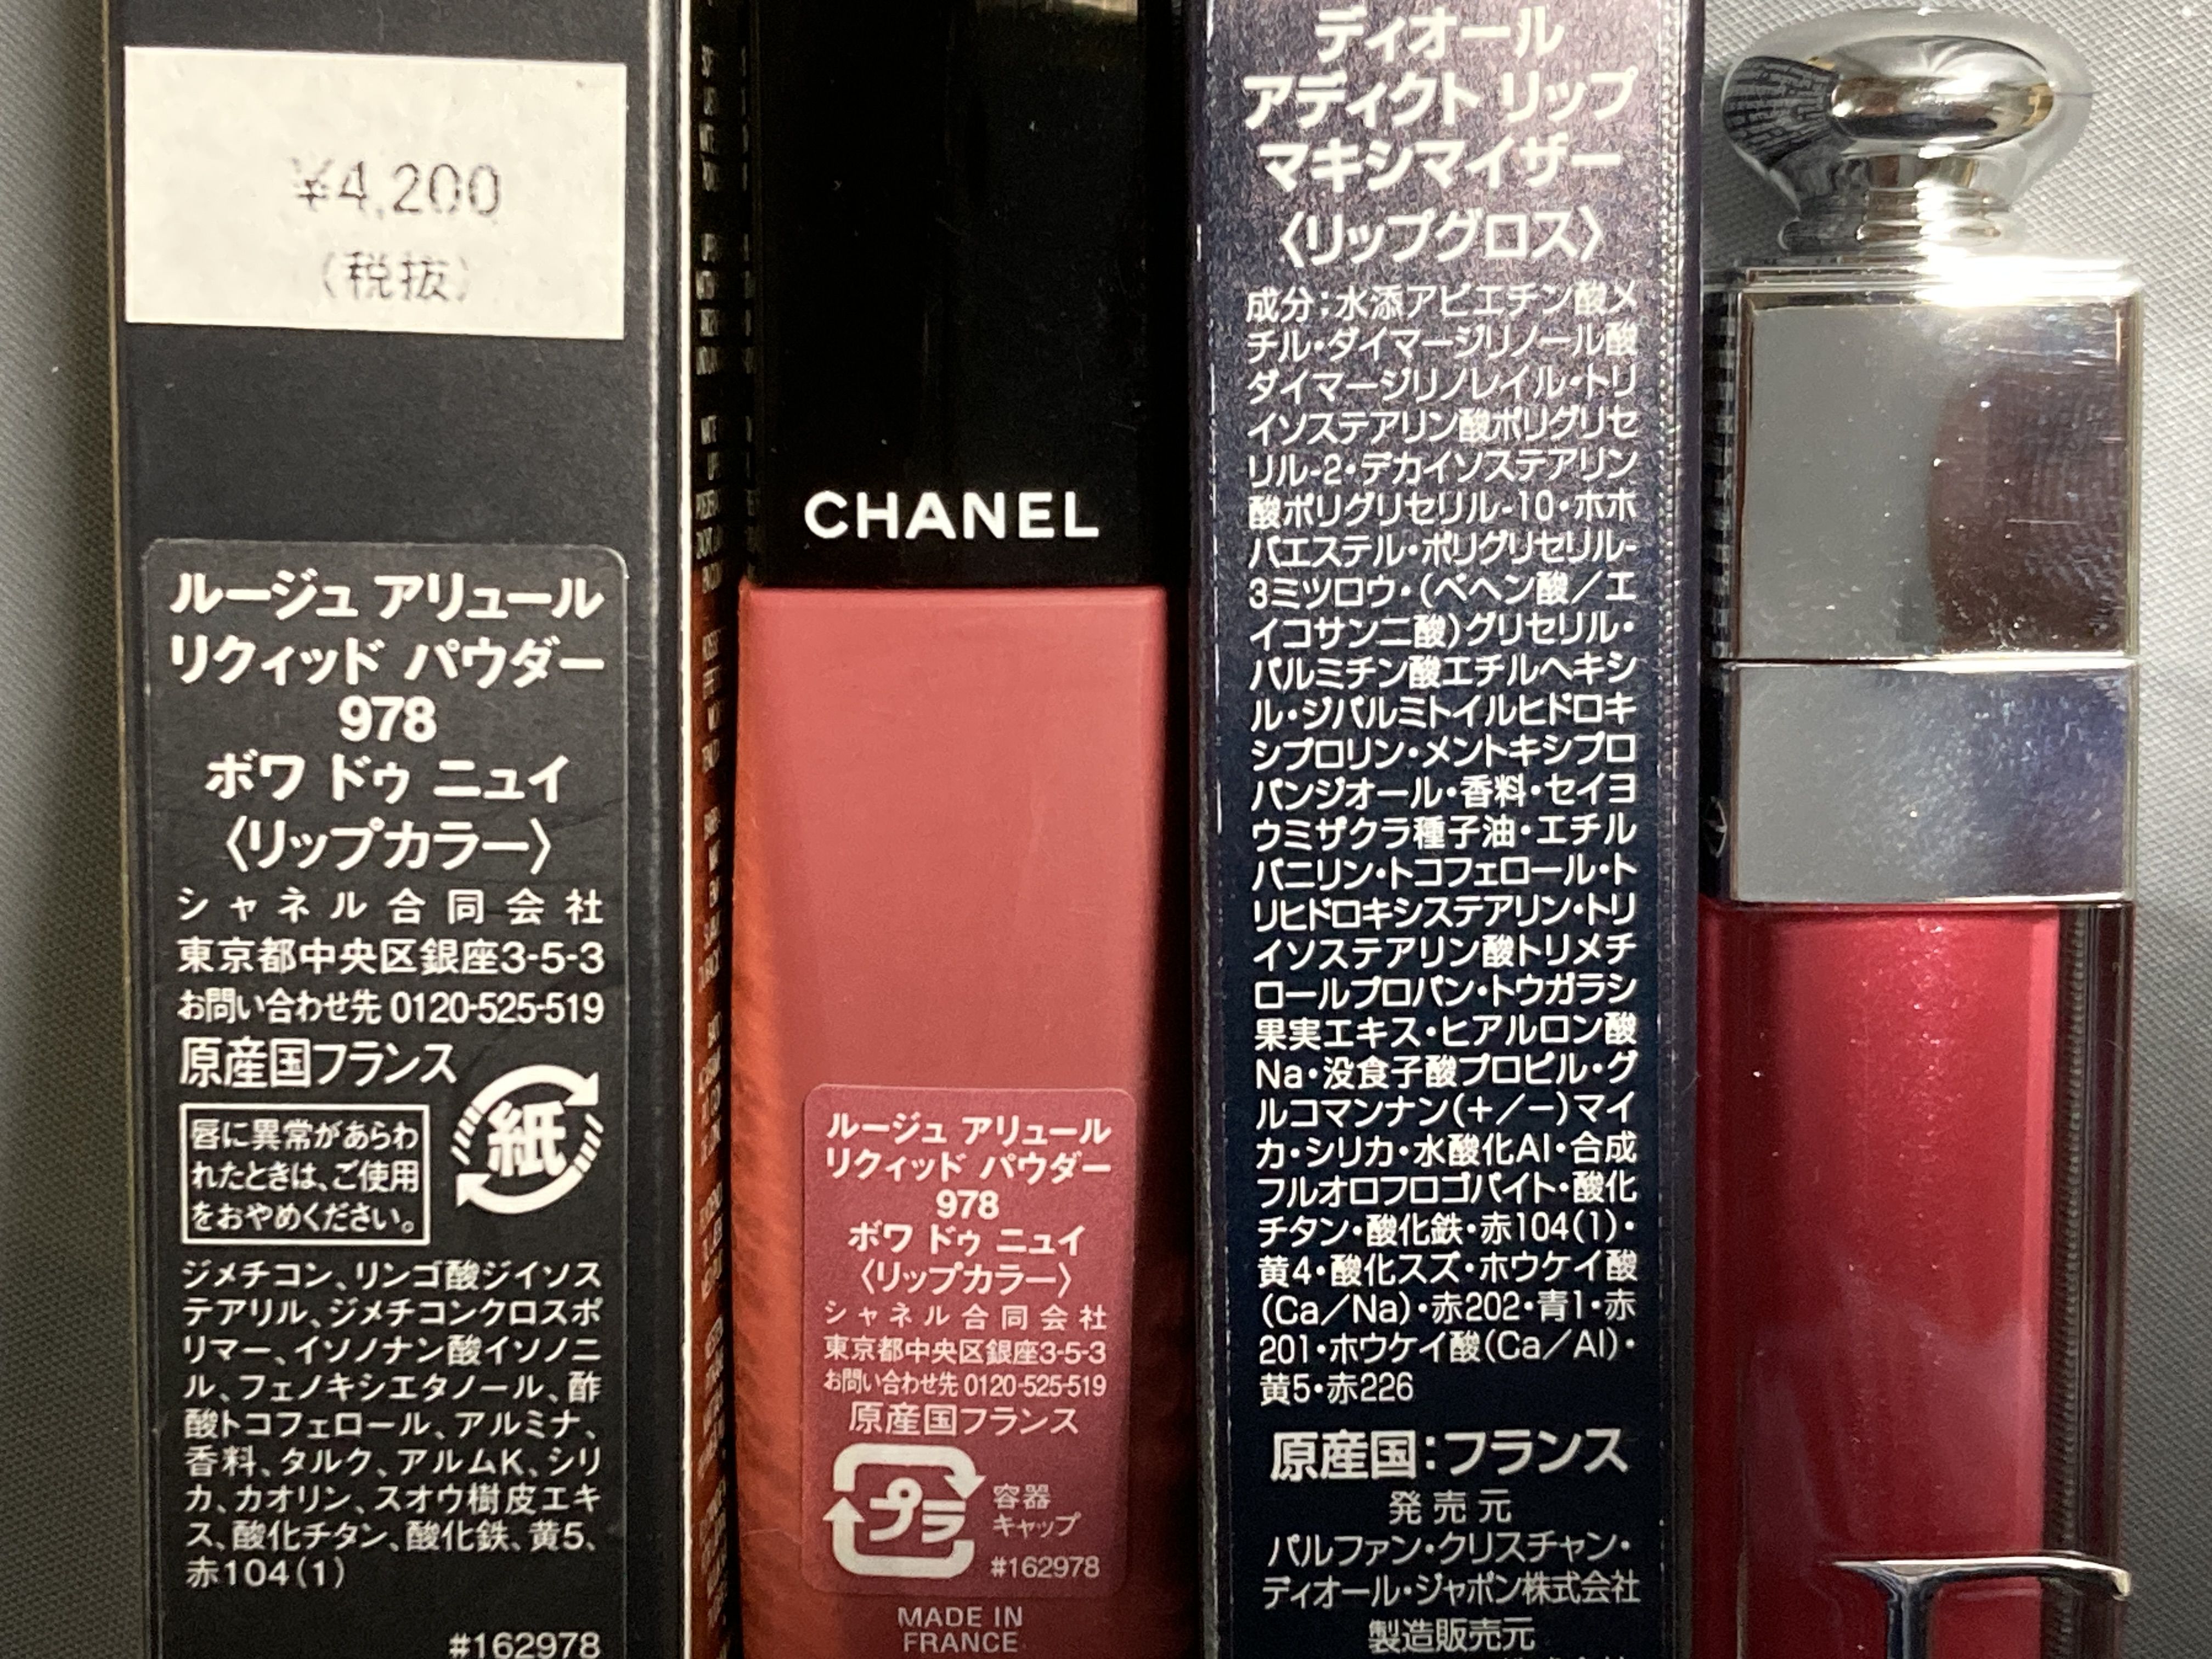 ¥4,200
(税抜)
ルージュ アリュール
リクィッド パウダー
978
ボワ ドゥ ニュイ
〈リップカラー〉
シャネル合同会社
東京都中央区銀座3-5-3
お問い合わせ先 0120-525-519
原産国フランス
唇に異常があらわ
れたときは、ご使用
をおやめください。
紙
ジメチコン、リンゴ酸ジイソス
テアリル、ジメチコンクロスポ
リマー、イソノナン酸イソノニ
ル、フェノキシエタノール、酢
酸トコフェロール、アルミナ、
香料、タルク、アルムK、シリ
カ、カオリン、スオウ樹皮エキ
ス、酸化チタン、酸化鉄、黄5、
赤104(1)
#162978
CHANEL
ルージュ アリュール
リクィッド パウダー
978
ボワ ドゥ ニュイ
〈リップカラー〉
シャネル合同会社
東京都中央区銀座3-5-3
お問い合わせ先 0120-525-519
原産国フランス
プラ
容器
キャップ
#162978
MADE IN
FRANCE
ディオール
アディクト リップ
マキシマイザー
〈リップグロス〉
成分:水添アビエチン酸メ
チル・ダイマージリノール酸
ダイマージリノレイル・トリ
イソステアリン酸ポリグリセ
リル-2・デカイソステアリン
酸ポリグリセリル-10・ホホ
バエステル・ポリグリセリル-
3ミツロウ・(ベヘン酸/エ
イコサン二酸)グリセリル・
パルミチン酸エチルヘキシ
ル・ジパルミトイルヒドロキ
シプロリン・メントキシプロ
パンジオール・香料・セイヨ
ウミザクラ種子油・エチル
バニリン・トコフェロール・ト
リヒドロキシステアリン・トリ
イソステアリン酸トリメチ
ロールプロパン・トウガラシ
果実エキス・ヒアルロン酸
Na・没食子酸プロピル・グ
ルコマンナン(+/-)マイ
カ・シリカ・水酸化Al・合成
フルオロフロゴパイト・酸化
チタン・酸化鉄・赤104(1)・
黄4・酸化スズ・ホウケイ酸
(Ca/Na)・赤202・青1・赤
201・ホウケイ酸(Ca/Al)・
黄5・赤226
原産国:フランス
発売元
パルファン・クリスチャン・
ディオール・ジャポン株式会社
製造販売元